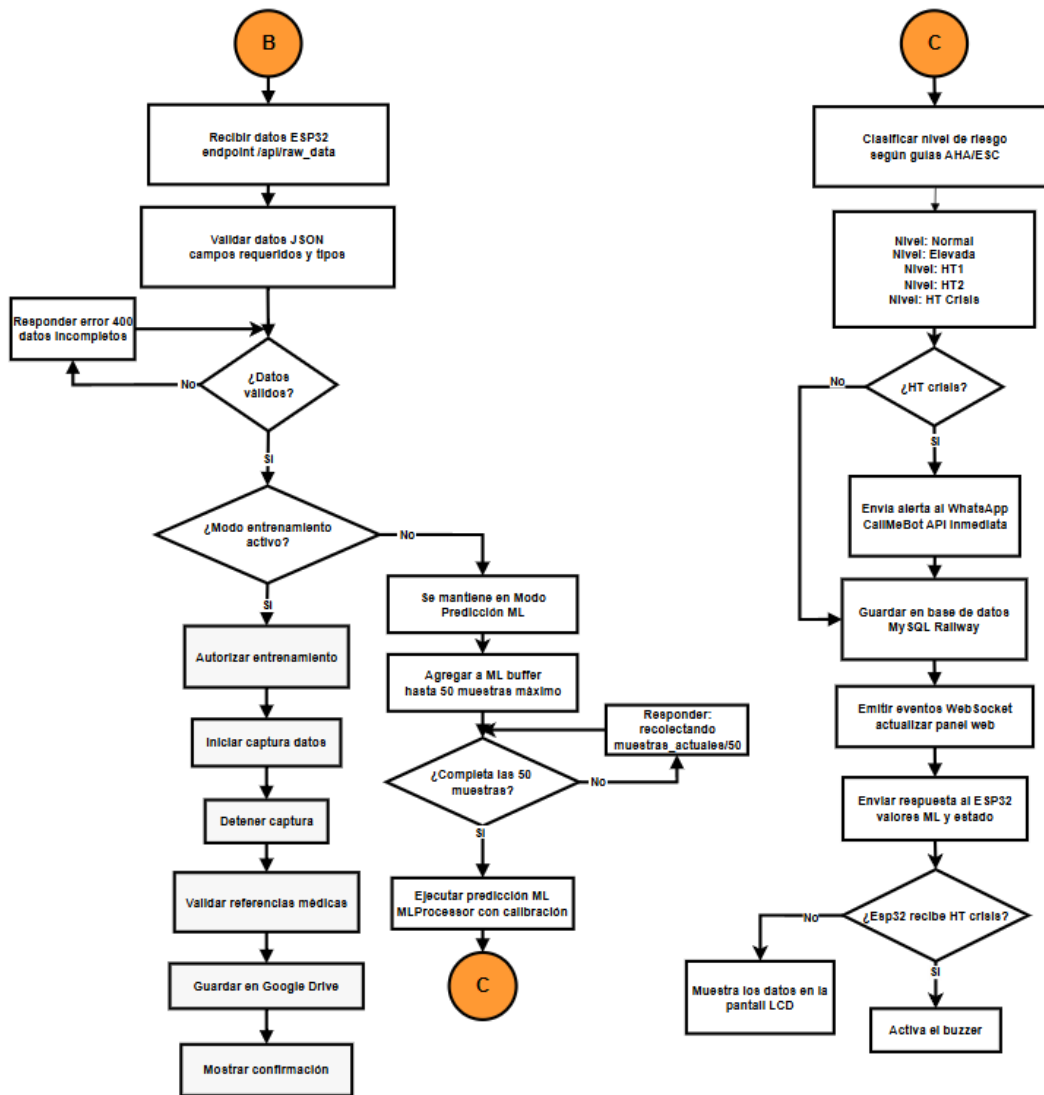 B
Recibir datos ESP32
endpoint /api/raw_data
Validar datos JSON
campos requeridos y tipos
Responder error 400
datos incompletos
¿Datos
válidos?
No
Si
¿Modo entrenamiento
activo?
No
Si
Autorizar entrenamiento
Iniciar captura datos
Detener captura
Validar referencias médicas
Guardar en Google Drive
Mostrar confirmación
Se mantiene en Modo
Predicción ML
Agregar a ML buffer
hasta 50 muestras máximo
Responder:
recolectando
muestras_actuales/50
¿Completa las 50
muestras?
No
Si
Ejecutar predicción ML
MLProcessor con calibración
C
C
Clasificar nivel de riesgo
según guías AHA/ESC
Nivel: Normal
Nivel: Elevada
Nivel: HT1
Nivel: HT2
Nivel: HT Crisis
¿HT crisis?
No
Si
Envia alerta al WhatsApp
CallMeBot API Inmediata
Guardar en base de datos
MySQL Railway
Emitir eventos WebSocket
actualizar panel web
Enviar respuesta al ESP32
valores ML y estado
¿Esp32 recibe HT crisis?
No
Si
Muestra los datos en la
pantall LCD
Activa el buzzer